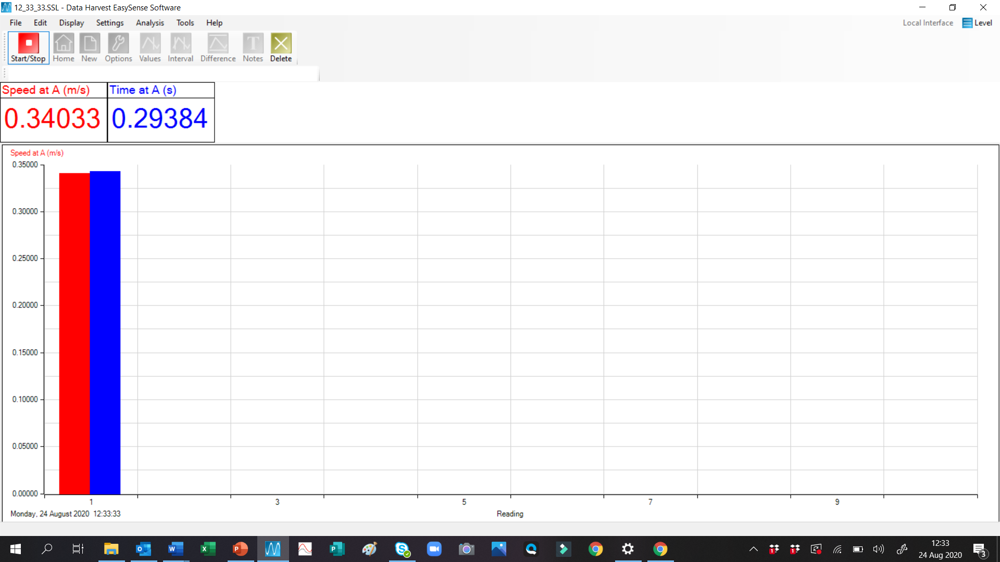 12_33_33.SSL - Data Harvest EasySense Software
File Edit Display Settings Analysis Tools Help
Local Interface Level
Start/Stop Home New Options Values Interval Difference Notes Delete
Speed at A (m/s) Time at A (s)
0.34033 0.29384
Speed at A (m/s)
0.35000
0.30000
0.25000
0.20000
0.15000
0.10000
0.05000
0.00000
1 3 5 7 9
Monday, 24 August 2020 12:33:33 Reading
12:33
24 Aug 2020
3